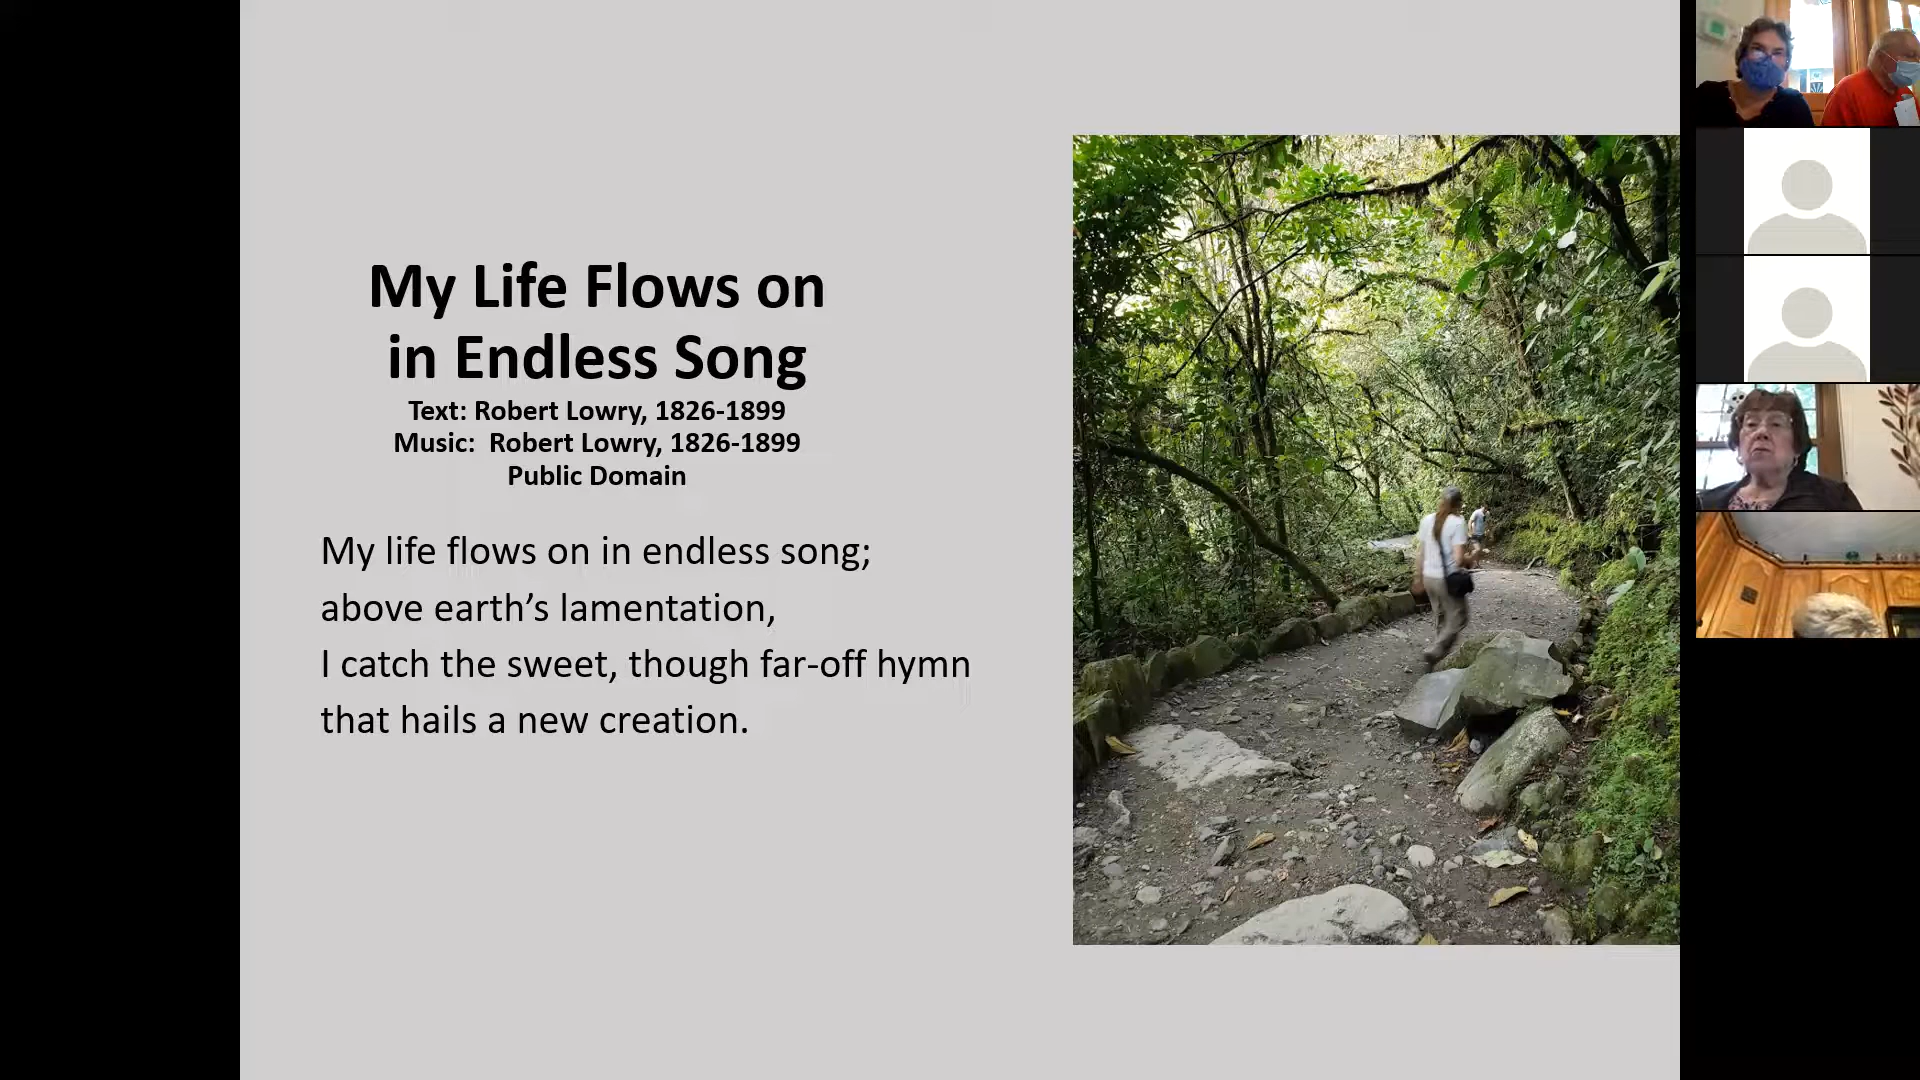 My Life Flows on
in Endless Song
Text: Robert Lowry, 1826-1899
Music:  Robert Lowry, 1826-1899
Public Domain
My life flows on in endless song;
above earth’s lamentation,
I catch the sweet, though far-off hymn
that hails a new creation.